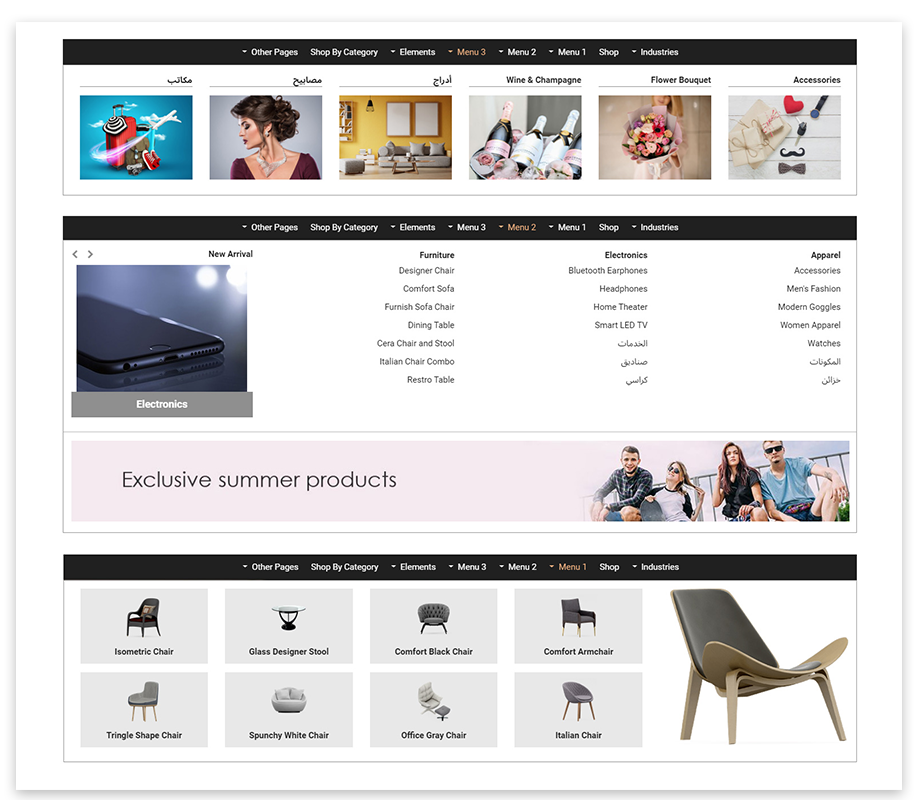 Other Pages Shop By Category Elements Menu 3 Menu 2 Menu 1 Shop Industries
مكاتب مصابيح أدراج Wine & Champagne Flower Bouquet Accessories
Other Pages Shop By Category Elements Menu 3 Menu 2 Menu 1 Shop Industries
New Arrival
Electronics
Furniture
Designer Chair
Comfort Sofa
Furnish Sofa Chair
Dining Table
Cera Chair and Stool
Italian Chair Combo
Restro Table
Electronics
Bluetooth Earphones
Headphones
Home Theater
Smart LED TV
الخدمات
صناديق
كراسي
Apparel
Accessories
Men's Fashion
Modern Goggles
Women Apparel
Watches
المكونات
خزائن
Exclusive summer products
Other Pages Shop By Category Elements Menu 3 Menu 2 Menu 1 Shop Industries
Isometric Chair Glass Designer Stool Comfort Black Chair Comfort Armchair
Tringle Shape Chair Spunchy White Chair Office Gray Chair Italian Chair